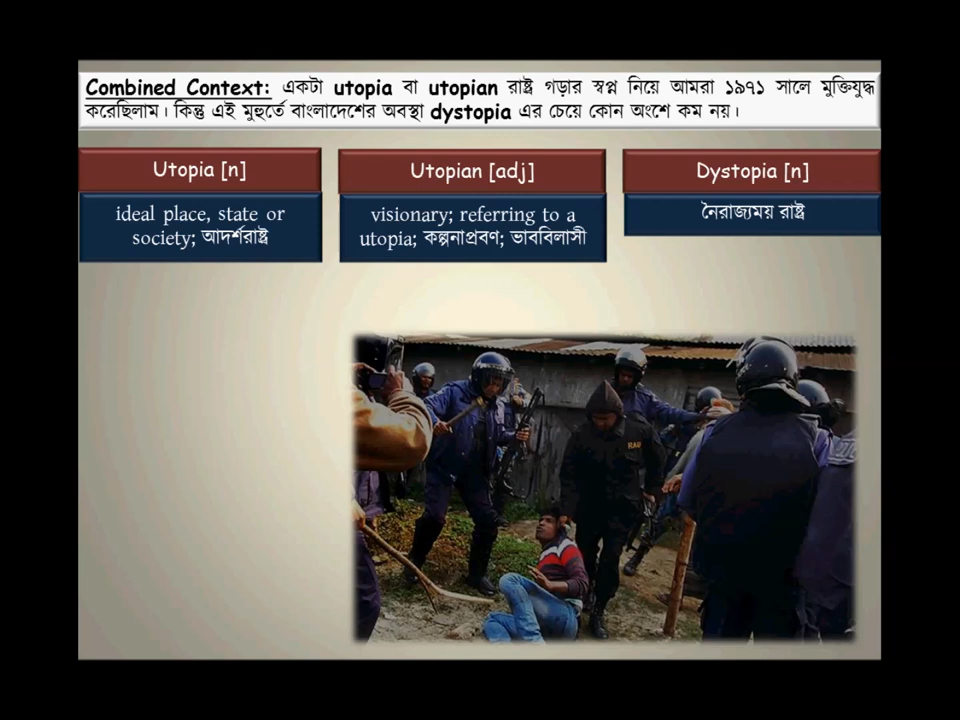 Combined Context: একটা utopia বা utopian রাষ্ট্র গড়ার স্বপ্ন নিয়ে আমরা ১৯৭১ সালে মুক্তিযুদ্ধ
করেছিলাম। কিন্তু এই মুহুর্তে বাংলাদেশের অবস্থা dystopia এর চেয়ে কোন অংশে কম নয়।
Utopia [n]
ideal place, state or
society; আদর্শরাষ্ট্র
Utopian [adj]
visionary; referring to a
utopia; কল্পনাপ্রবণ; ভাববিলাসী
Dystopia [n]
নৈরাজ্যময় রাষ্ট্র
RAB